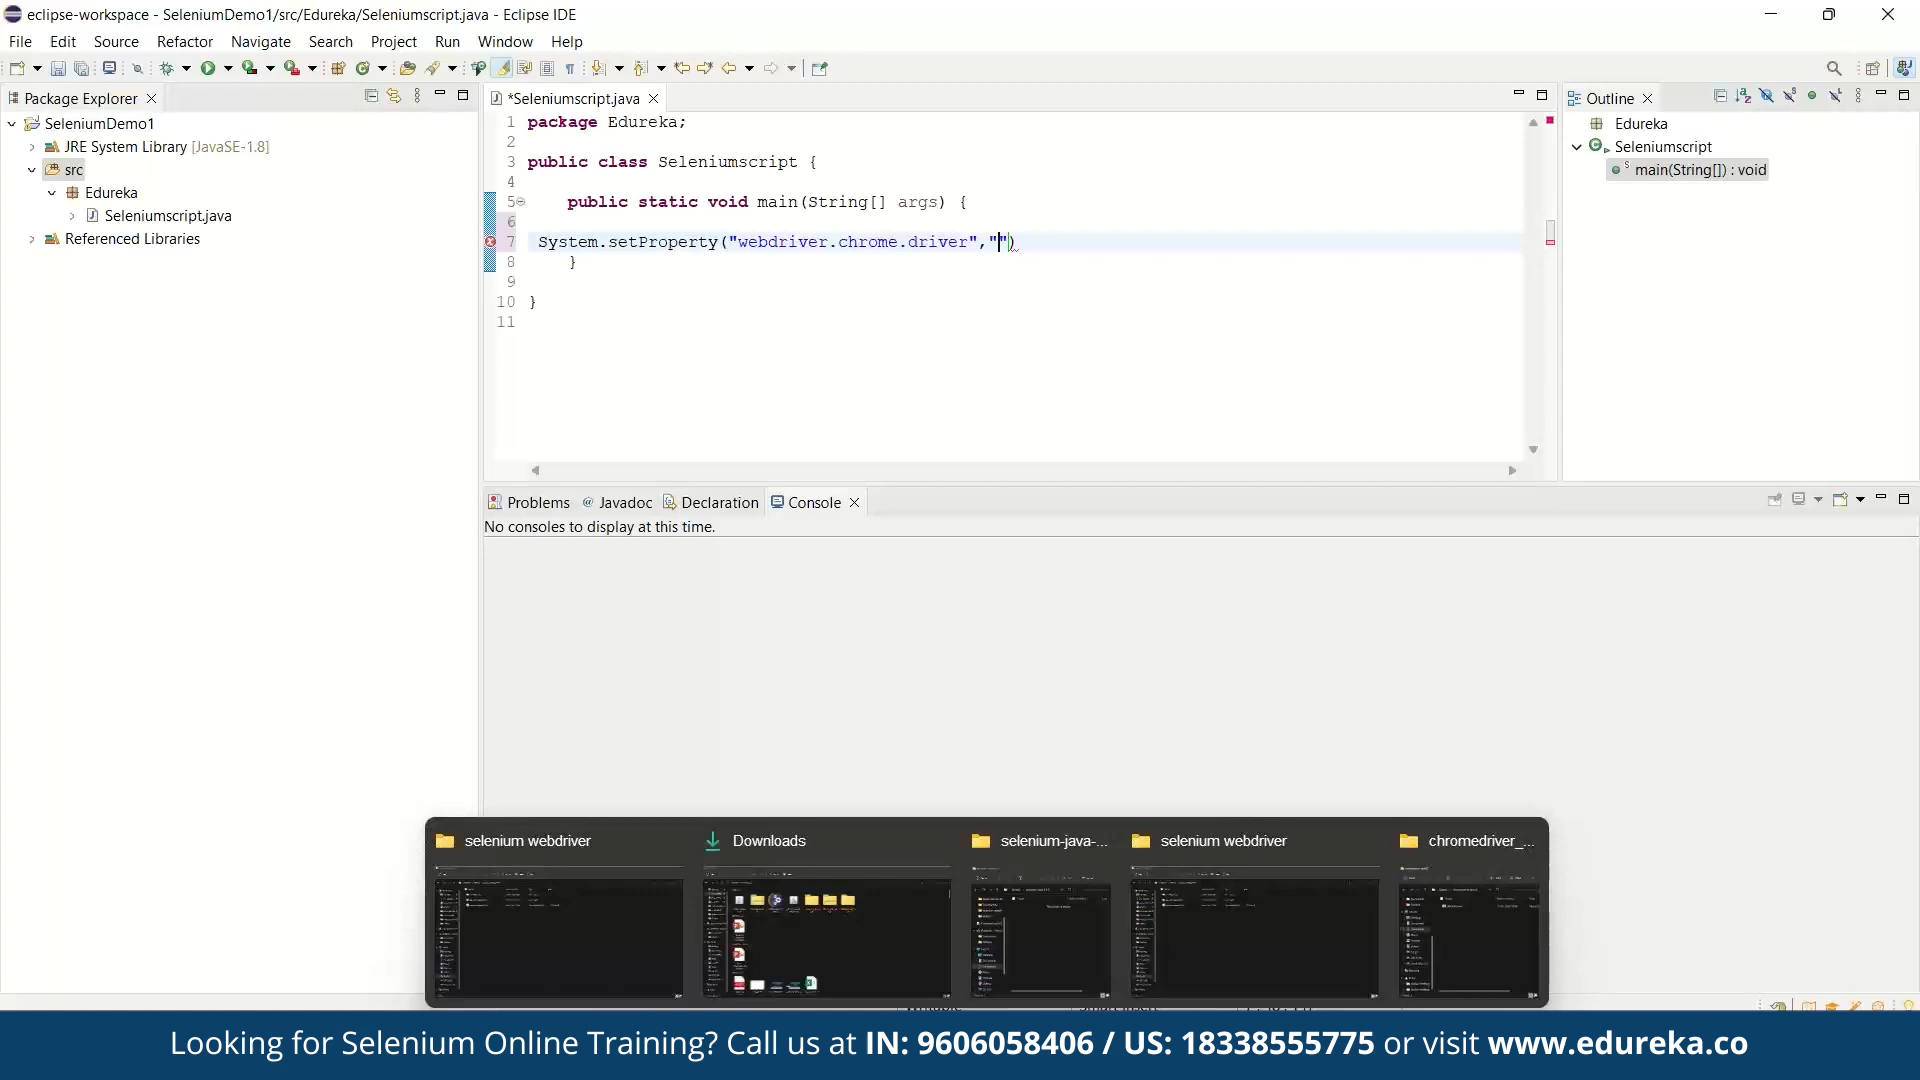 eclipse-workspace - SeleniumDemo1/src/Edureka/Seleniumscript.java - Eclipse IDE
File Edit Source Refactor Navigate Search Project Run Window Help
Package Explorer
SeleniumDemo1
JRE System Library [JavaSE-1.8]
src
Edureka
Seleniumscript.java
Referenced Libraries
*Seleniumscript.java
1 package Edureka;
2
3 public class Seleniumscript {
4
5 public static void main(String[] args) {
6
7 System.setProperty("webdriver.chrome.driver","")
8 }
9
10 }
11
Outline
Edureka
Seleniumscript
main(String[]) : void
Problems @ Javadoc Declaration Console
No consoles to display at this time.
selenium webdriver Downloads selenium-java-... selenium webdriver chromedriver_...
Looking for Selenium Online Training? Call us at IN: 9606058406 / US: 18338555775 or visit www.edureka.co